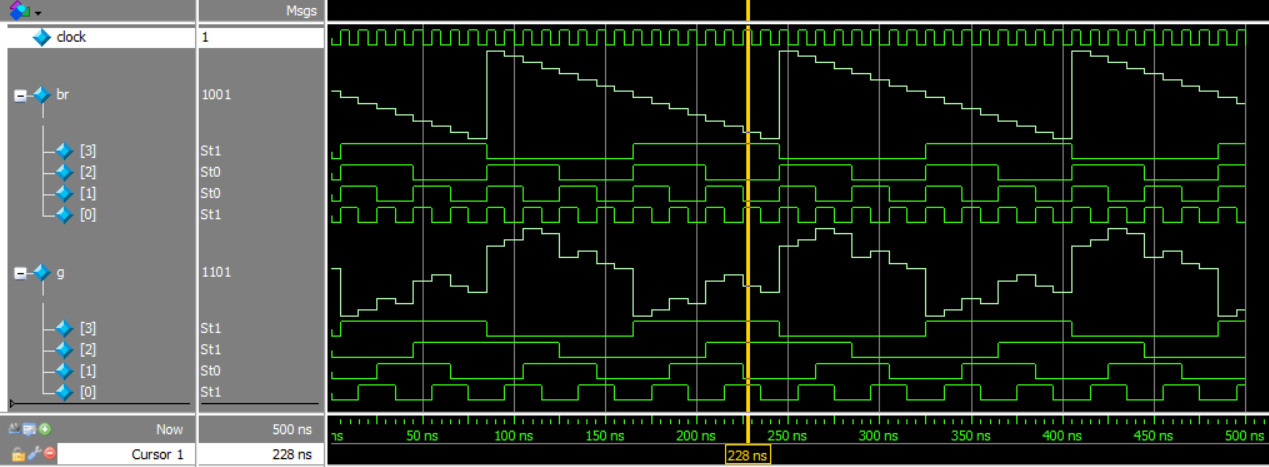 Msgs
clock 1
br 1001
[3] St1
[2] St0
[1] St0
[0] St1
g 1101
[3] St1
[2] St1
[1] St0
[0] St1
Now 500 ns
ns 50 ns 100 ns 150 ns 200 ns 250 ns 300 ns 350 ns 400 ns 450 ns 500 ns
Cursor 1 228 ns
228 ns